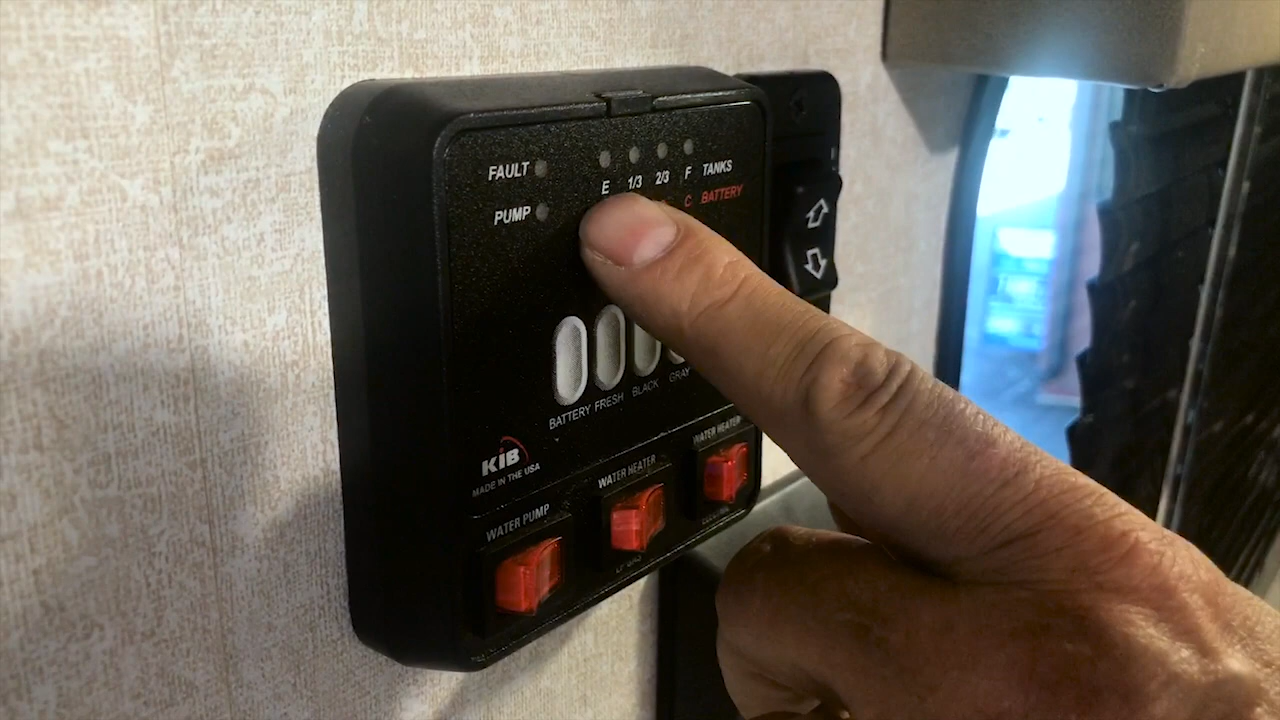 FAULT
E 1/3 2/3 F TANKS
PUMP
C BATTERY
BATTERY FRESH BLACK GRAY
KIB
MADE IN THE USA
WATER PUMP
WATER HEATER
WATER HEATER